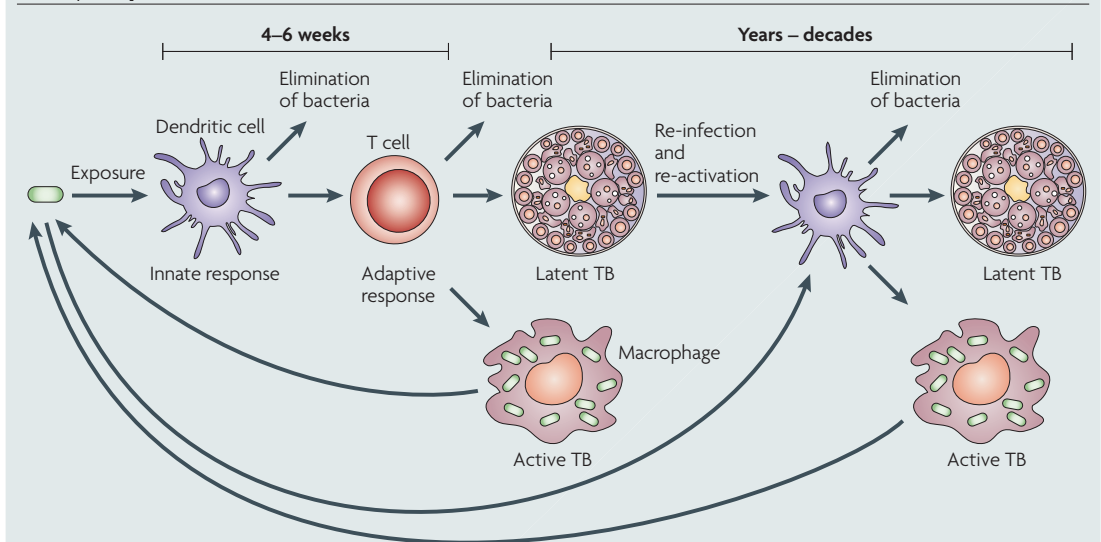 4–6 weeks
Years – decades
Elimination
of bacteria
Elimination
of bacteria
Elimination
of bacteria
Dendritic cell
T cell
Re-infection
and
re-activation
Exposure
Innate response
Adaptive
response
Latent TB
Latent TB
Macrophage
Active TB
Active TB